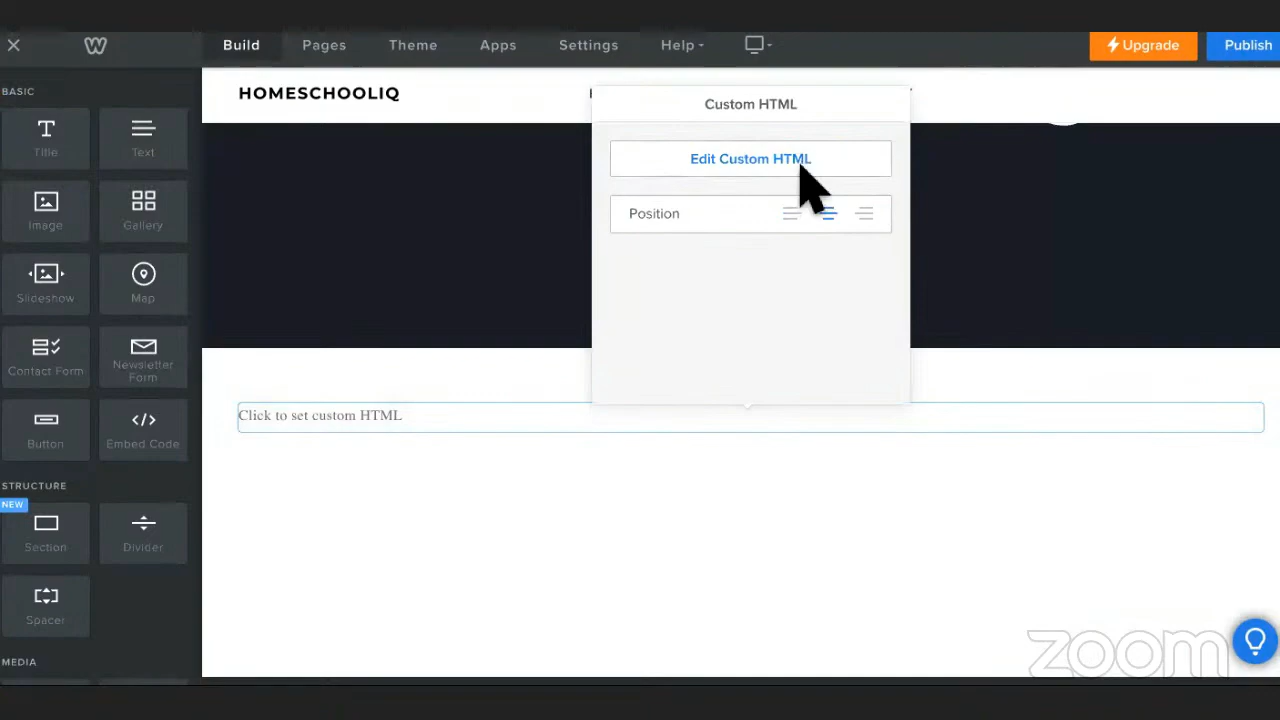 Build Pages Theme Apps Settings Help Upgrade Publish
BASIC
HOMESCHOOLIQ
Custom HTML
Title Text
Edit Custom HTML
Position
Image Gallery
Slideshow Map
Contact Form Newsletter Form
Click to set custom HTML
Button Embed Code
STRUCTURE
NEW
Section Divider
Spacer
MEDIA
zoom